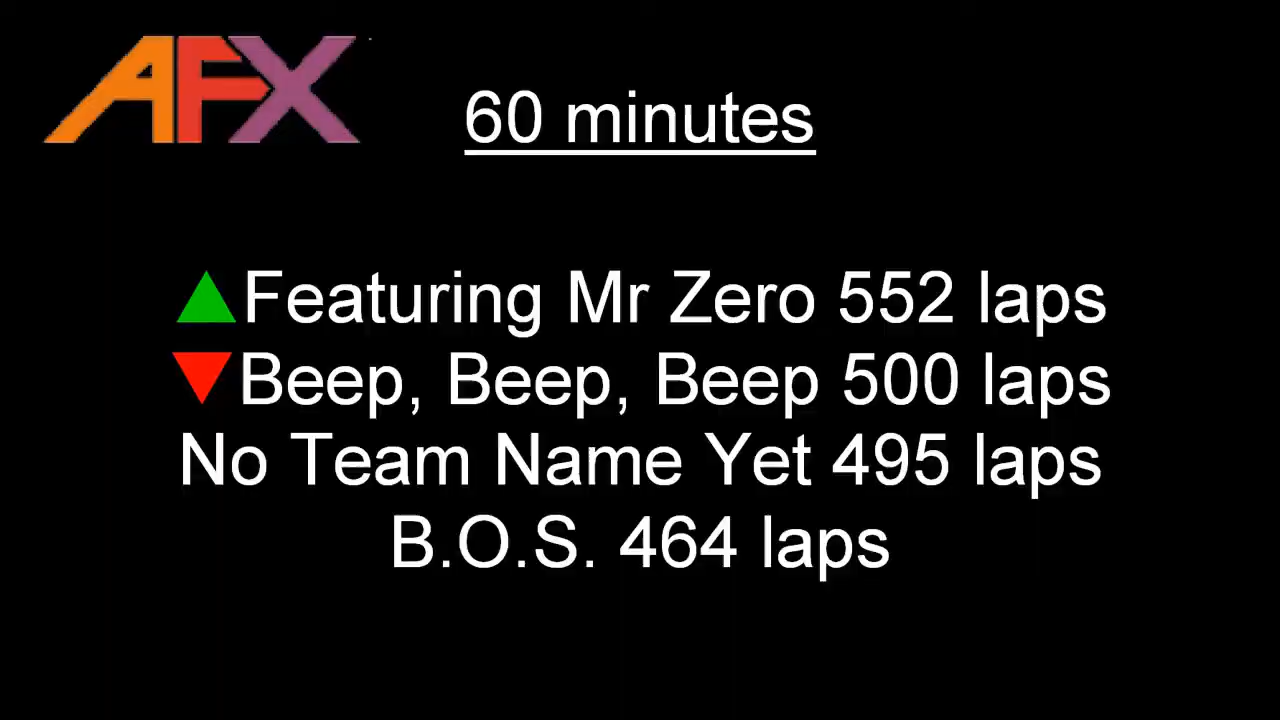 AFX
60 minutes
Featuring Mr Zero 552 laps
Beep, Beep, Beep 500 laps
No Team Name Yet 495 laps
B.O.S. 464 laps